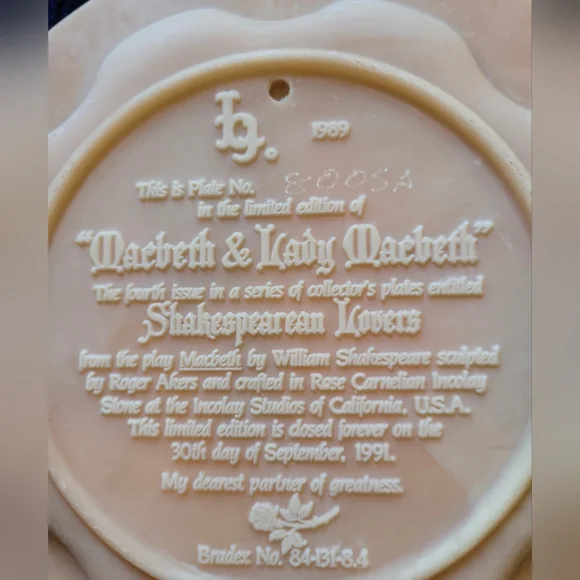 1989
This is Plate No. 8005A
in the limited edition of
“Macbeth & Lady Macbeth”
The fourth issue in a series of collector's plates entitled
Shakespearean Lovers
from the play Macbeth by William Shakespeare sculpted
by Roger Akers and crafted in Rose Carnelian Incolay
Stone at the Incolay Studios of California, U.S.A.
This limited edition is closed forever on the
30th day of September, 1991.
My dearest partner of greatness.
Bradex No. 84-I31-8.4